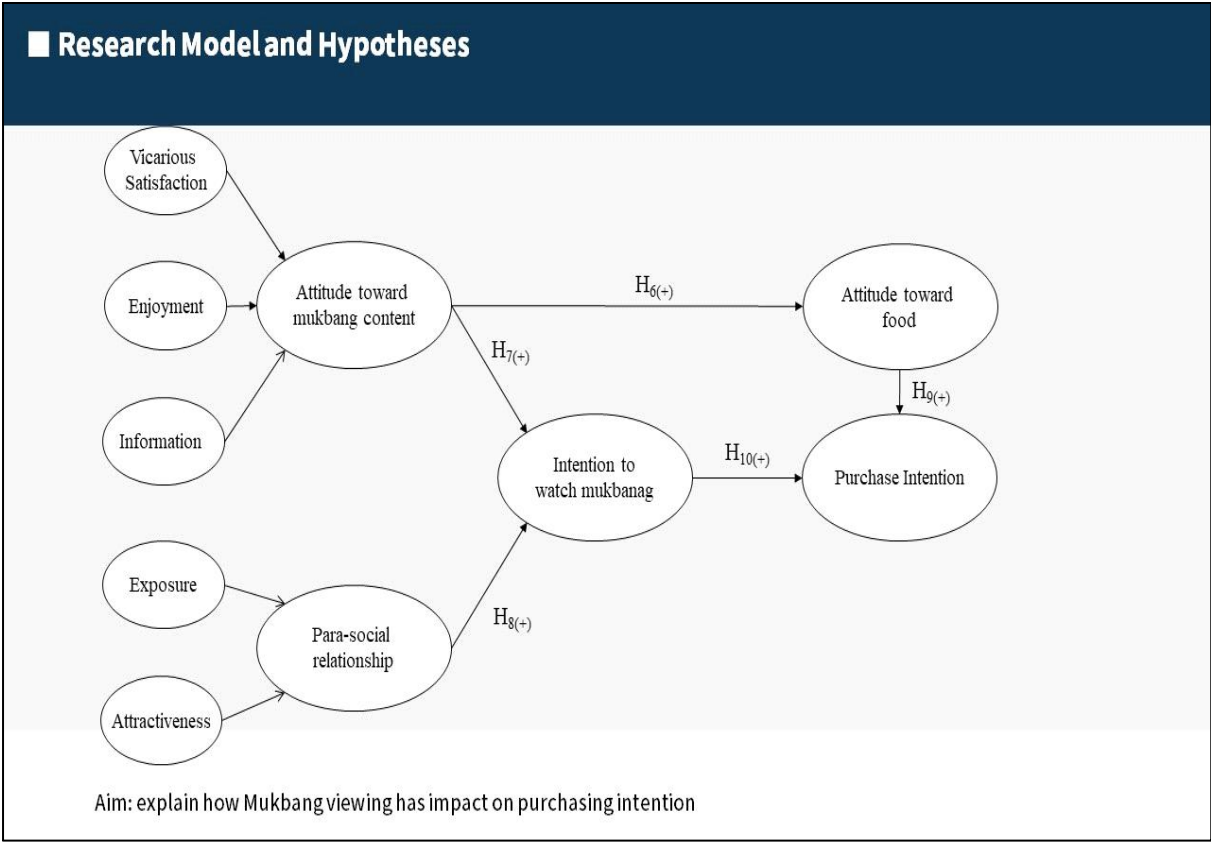 ■ Research Model and Hypotheses
Vicarious
Satisfaction
Enjoyment
Information
Exposure
Attractiveness
Attitude toward
mukbang content
Para-social
relationship
H6(+)
H7(+)
H8(+)
Intention to
watch mukbanag
H10(+)
Attitude toward
food
H9(+)
Purchase Intention
Aim: explain how Mukbang viewing has impact on purchasing intention